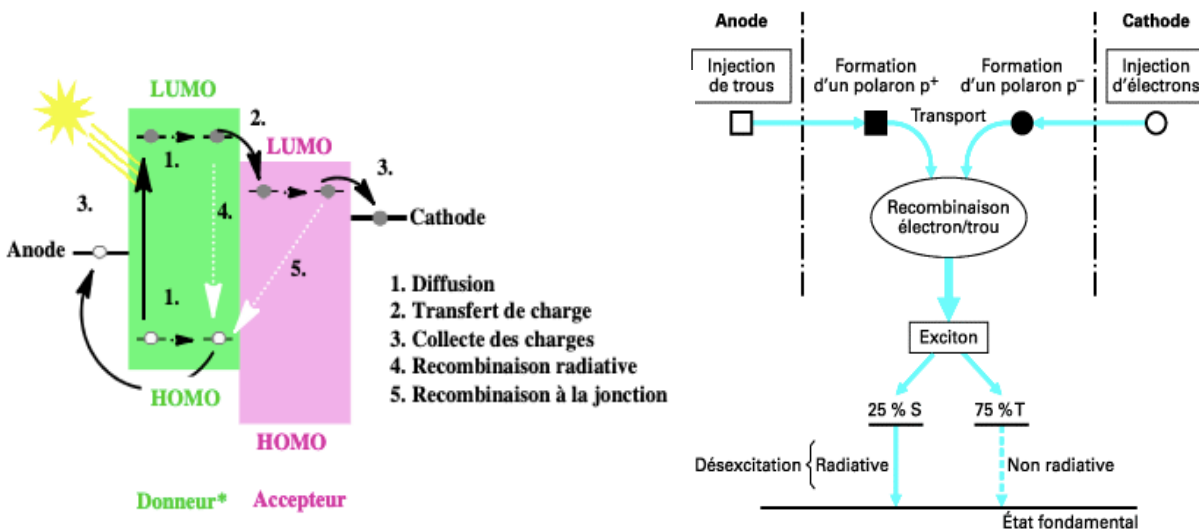 LUMO
2.
LUMO
1.
3.
3.
4.
Cathode
Anode
5.
1.
HOMO
HOMO
Donneur* Accepteur
1. Diffusion
2. Transfert de charge
3. Collecte des charges
4. Recombinaison radiative
5. Recombinaison à la jonction
Anode
Cathode
Injection
de trous
Formation
d'un polaron p+
Formation
d'un polaron p−
Injection
d'électrons
Transport
Recombinaison
électron/trou
Exciton
25 % S
75 % T
Désexcitation
Radiative
Non radiative
État fondamental